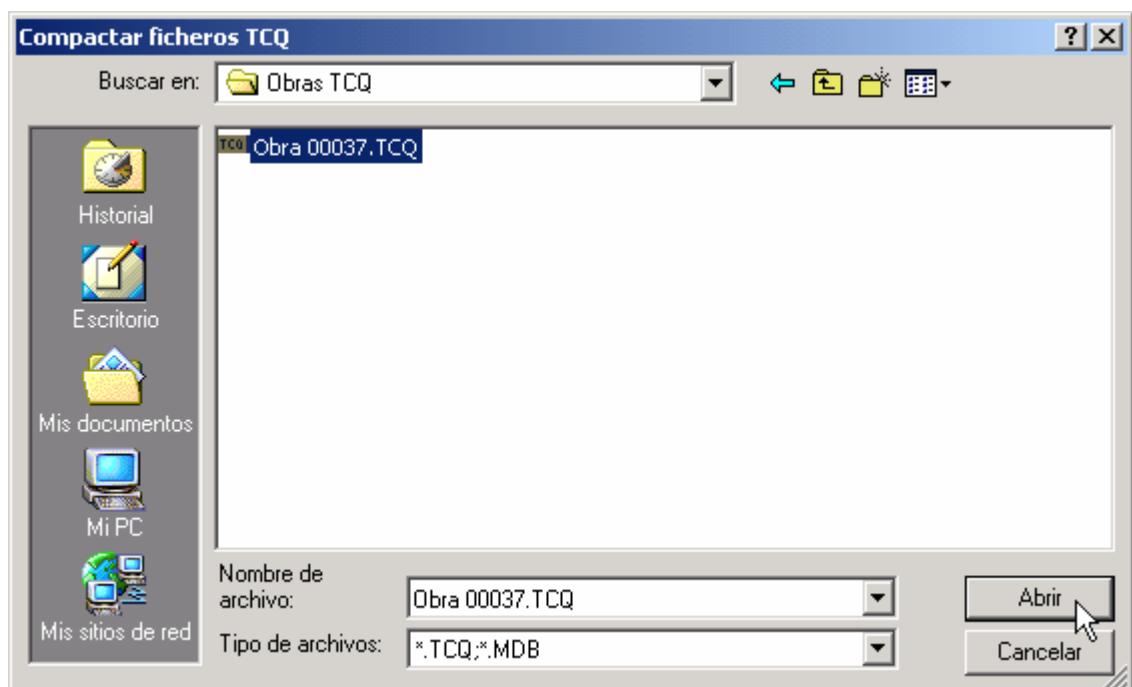 Compactar ficheros TCQ
Buscar en:
Obras TCQ
TCQ Obra 00037.TCQ
Historial
Escritorio
Mis documentos
Mi PC
Mis sitios de red
Nombre de
archivo:
Obra 00037.TCQ
Abrir
Tipo de archivos:
*.TCQ;*.MDB
Cancelar